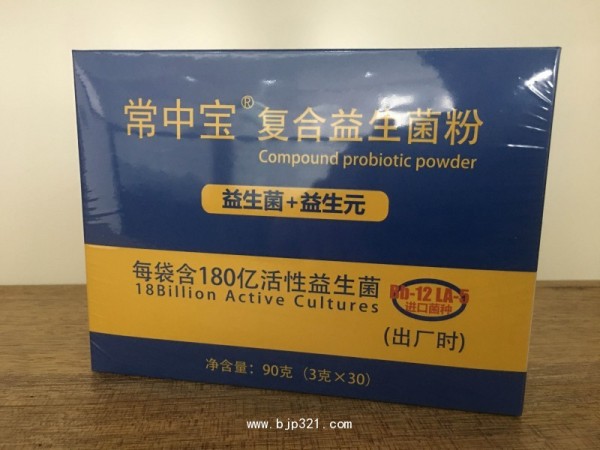 常中宝® 复合益生菌粉
Compound probiotic powder
益生菌+益生元
每袋含180亿活性益生菌
18Billion Active Cultures
BB-12 LA-5
进口菌种
(出厂时)
净含量：90克（3克×30）
www.bjp321.com